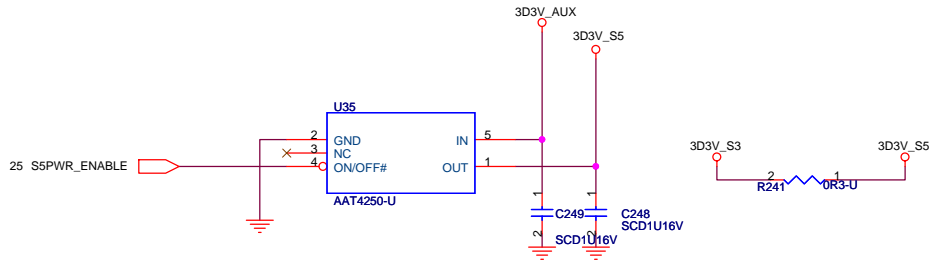 3D3V_AUX
3D3V_S5
U35
2 GND IN 5
3 NC
4 ON/OFF# OUT 1
25 S5PWR_ENABLE
AAT4250-U
1 1
C249 C248
SCD1U16V
SCD1U16V
2 2
3D3V_S3 3D3V_S5
2 1
R241 0R3-U